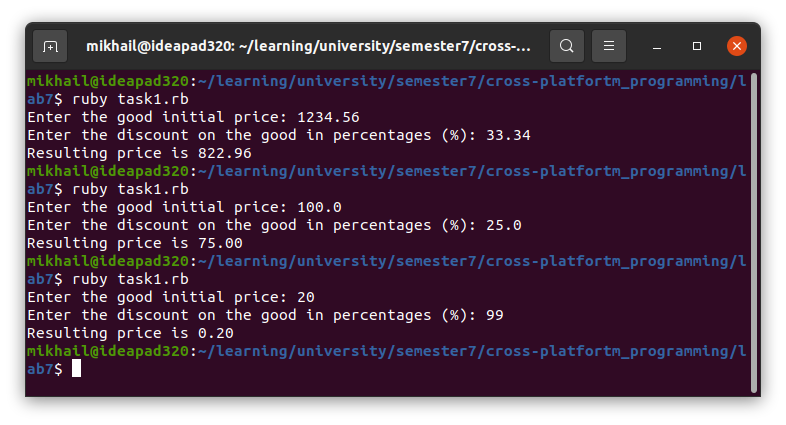 mikhail@ideapad320: ~/learning/university/semester7/cross-...
mikhail@ideapad320:~/learning/university/semester7/cross-platfortm_programming/l
ab7$ ruby task1.rb
Enter the good initial price: 1234.56
Enter the discount on the good in percentages (%): 33.34
Resulting price is 822.96
mikhail@ideapad320:~/learning/university/semester7/cross-platfortm_programming/l
ab7$ ruby task1.rb
Enter the good initial price: 100.0
Enter the discount on the good in percentages (%): 25.0
Resulting price is 75.00
mikhail@ideapad320:~/learning/university/semester7/cross-platfortm_programming/l
ab7$ ruby task1.rb
Enter the good initial price: 20
Enter the discount on the good in percentages (%): 99
Resulting price is 0.20
mikhail@ideapad320:~/learning/university/semester7/cross-platfortm_programming/l
ab7$